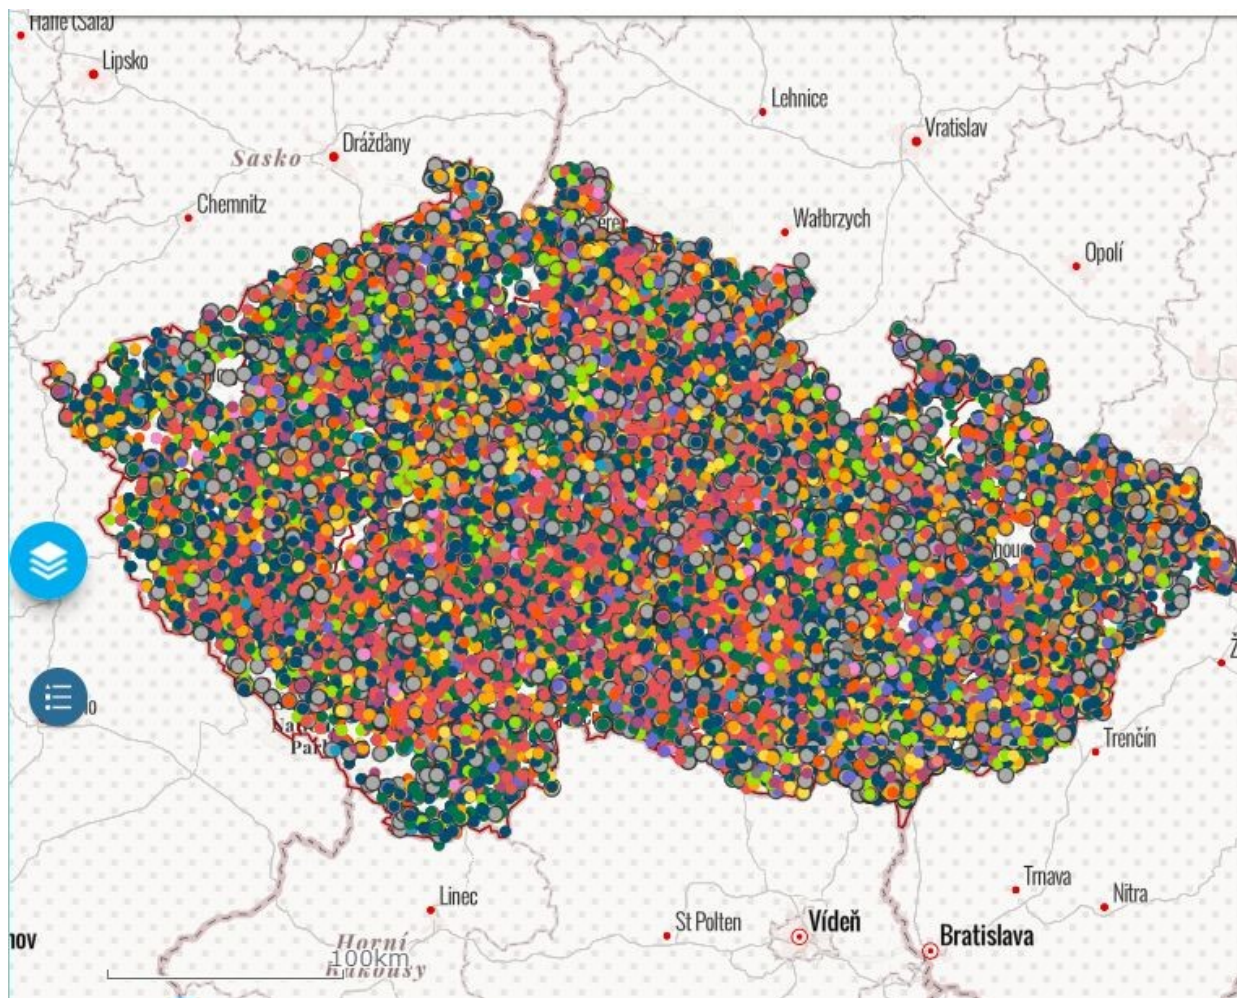 Halle (Sala)
Lipsko
Lehnice
Vratislav
Drážďany
Sasko
Chemnitz
Wałbrzych
Opolí
Trenčín
Linec
St Polten
Vídeň
Bratislava
Trnava
Nitra
Horní
Rakousy
100km